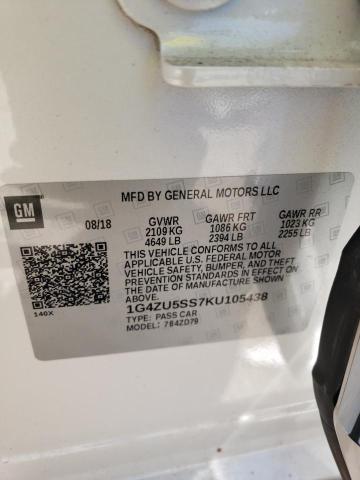 MFD BY GENERAL MOTORS LLC
GM
08/18 GVWR GAWR FRT GAWR RR
2109 KG 1086 KG 1023 KG
4649 LB 2394 LB 2255 LB
THIS VEHICLE CONFORMS TO ALL
APPLICABLE U.S. FEDERAL MOTOR
VEHICLE SAFETY, BUMPER, AND THEFT
PREVENTION STANDARDS IN EFFECT
ON THE DATE OF MANUFACTURE SHOWN
ABOVE.
1G4ZU5SS7KU105438
140X
TYPE: PASS CAR
MODEL: 784ZD79